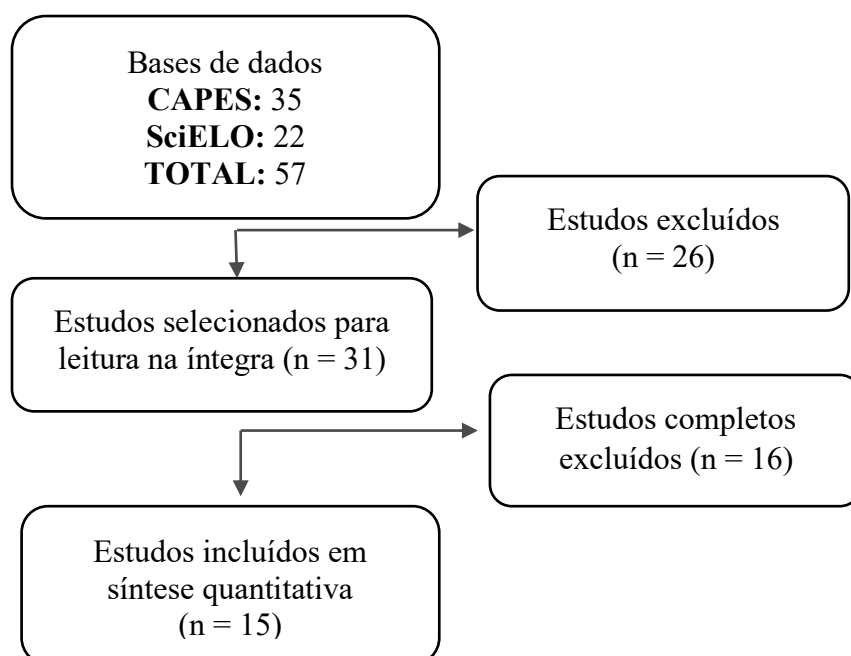 Bases de dados
CAPES: 35
SciELO: 22
TOTAL: 57
Estudos excluídos
(n = 26)
Estudos selecionados para
leitura na íntegra (n = 31)
Estudos completos
excluídos (n = 16)
Estudos incluídos em
síntese quantitativa
(n = 15)